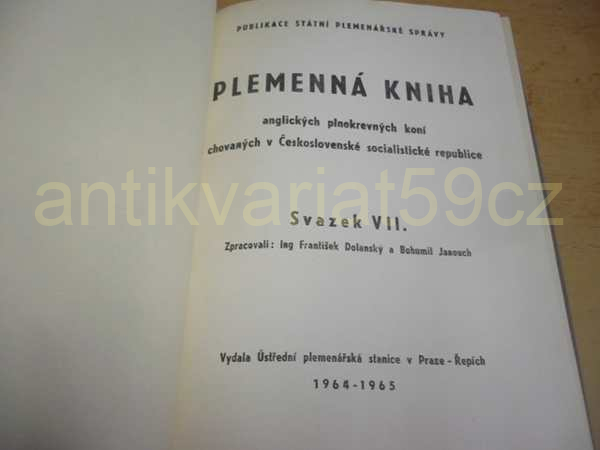 PUBLIKACE STÁTNÍ PLEMENÁŘSKÉ SPRÁVY
PLEMENNÁ KNIHA
anglických plnokrevných koní
chovaných v Československé socialistické republice
antikvariat59cz
Svazek VII.
Zpracovali: Ing František Dolanský a Bohumil Janouch
Vydala Ústřední plemenářská stanice v Praze-Řepích
1964-1965